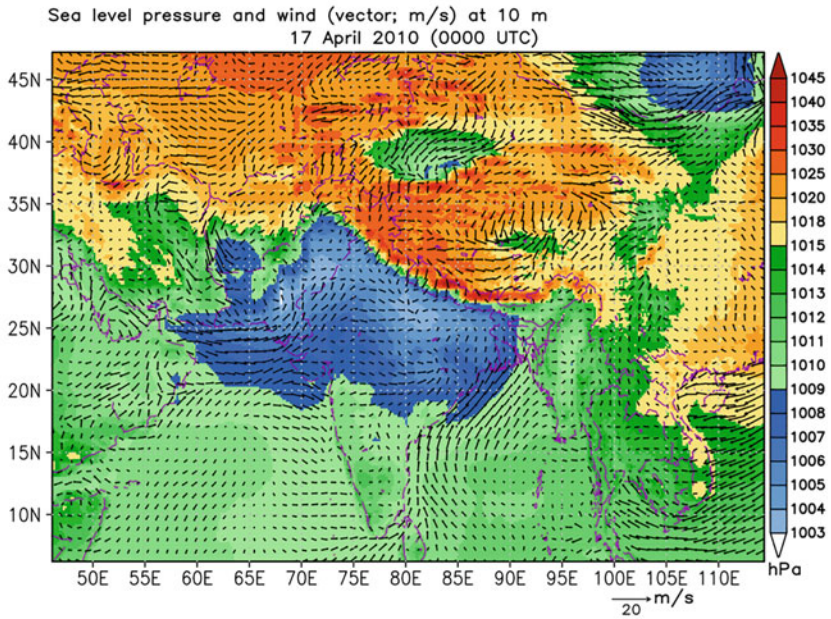 Sea level pressure and wind (vector; m/s) at 10 m
17 April 2010 (0000 UTC)
45N
40N
35N
30N
25N
20N
15N
10N
50E 55E 60E 65E 70E 75E 80E 85E 90E 95E 100E 105E 110E
1045
1040
1035
1030
1025
1020
1018
1015
1014
1013
1012
1011
1010
1009
1008
1007
1006
1005
1004
1003
hPa
20 m/s